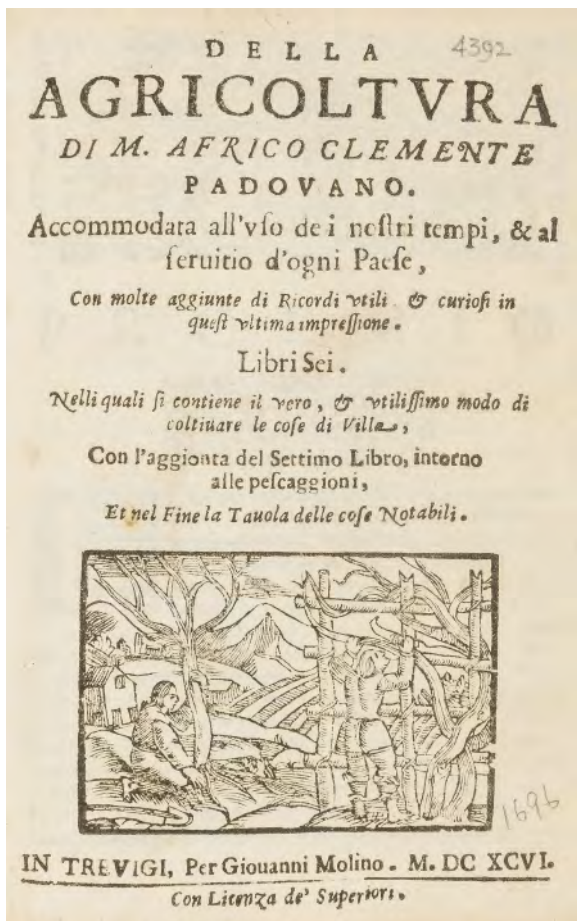 DELLA
4392
AGRICOLTVRA
DI M. AFRICO CLEMENTE
PADOVANO.
Accommodata all'vſo de i noſtri tempi, & al
ſeruitio d'ogni Paeſe,
Con molte aggiunte di Ricordi vtili & curioſi in
queſt vltima impreſſione.
Libri Sei.
Nelli quali ſi contiene il vero, & vtiliſſimo modo di
coltiuare le coſe di Villa,
Con l'aggionta del Settimo Libro, intorno
alle peſcaggioni,
Et nel Fine la Tauola delle coſe Notabili.
1696
IN TREVIGI, Per Giouanni Molino. M. DC XCVI.
Con Licenza de' Superiori.